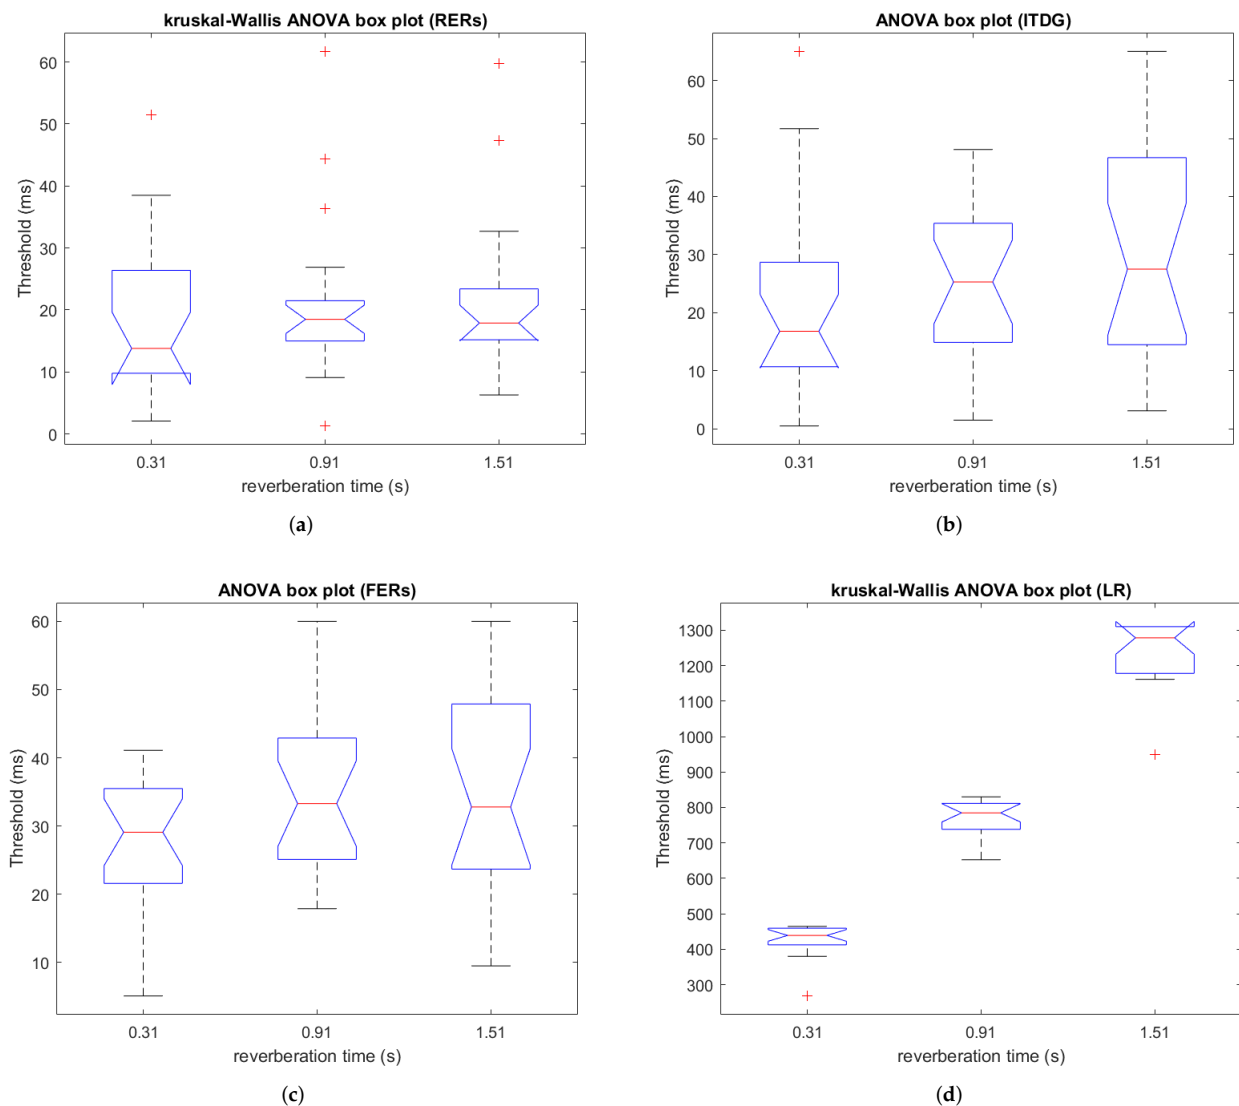 kruskal-Wallis ANOVA box plot (RERs)
Threshold (ms)
60
50
40
30
20
10
0
0.31 0.91 1.51
reverberation time (s)
(a)
ANOVA box plot (ITDG)
Threshold (ms)
60
50
40
30
20
10
0
0.31 0.91 1.51
reverberation time (s)
(b)
ANOVA box plot (FERs)
Threshold (ms)
60
50
40
30
20
10
0.31 0.91 1.51
reverberation time (s)
(c)
kruskal-Wallis ANOVA box plot (LR)
Threshold (ms)
1300
1200
1100
1000
900
800
700
600
500
400
300
0.31 0.91 1.51
reverberation time (s)
(d)